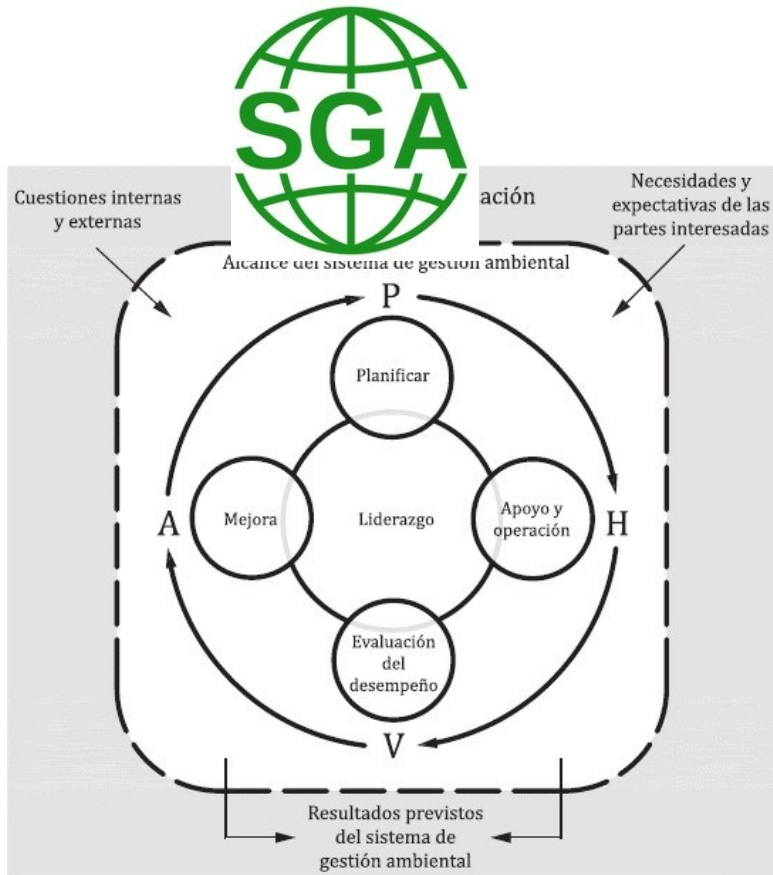 SGA
Cuestiones internas
y externas
ación
Necesidades y
expectativas de las
partes interesadas
Alcance del sistema de gestión ambiental
P
Planificar
A
Mejora
Liderazgo
Apoyo y
operación
H
Evaluación
del
desempeño
V
Resultados previstos
del sistema de
gestión ambiental